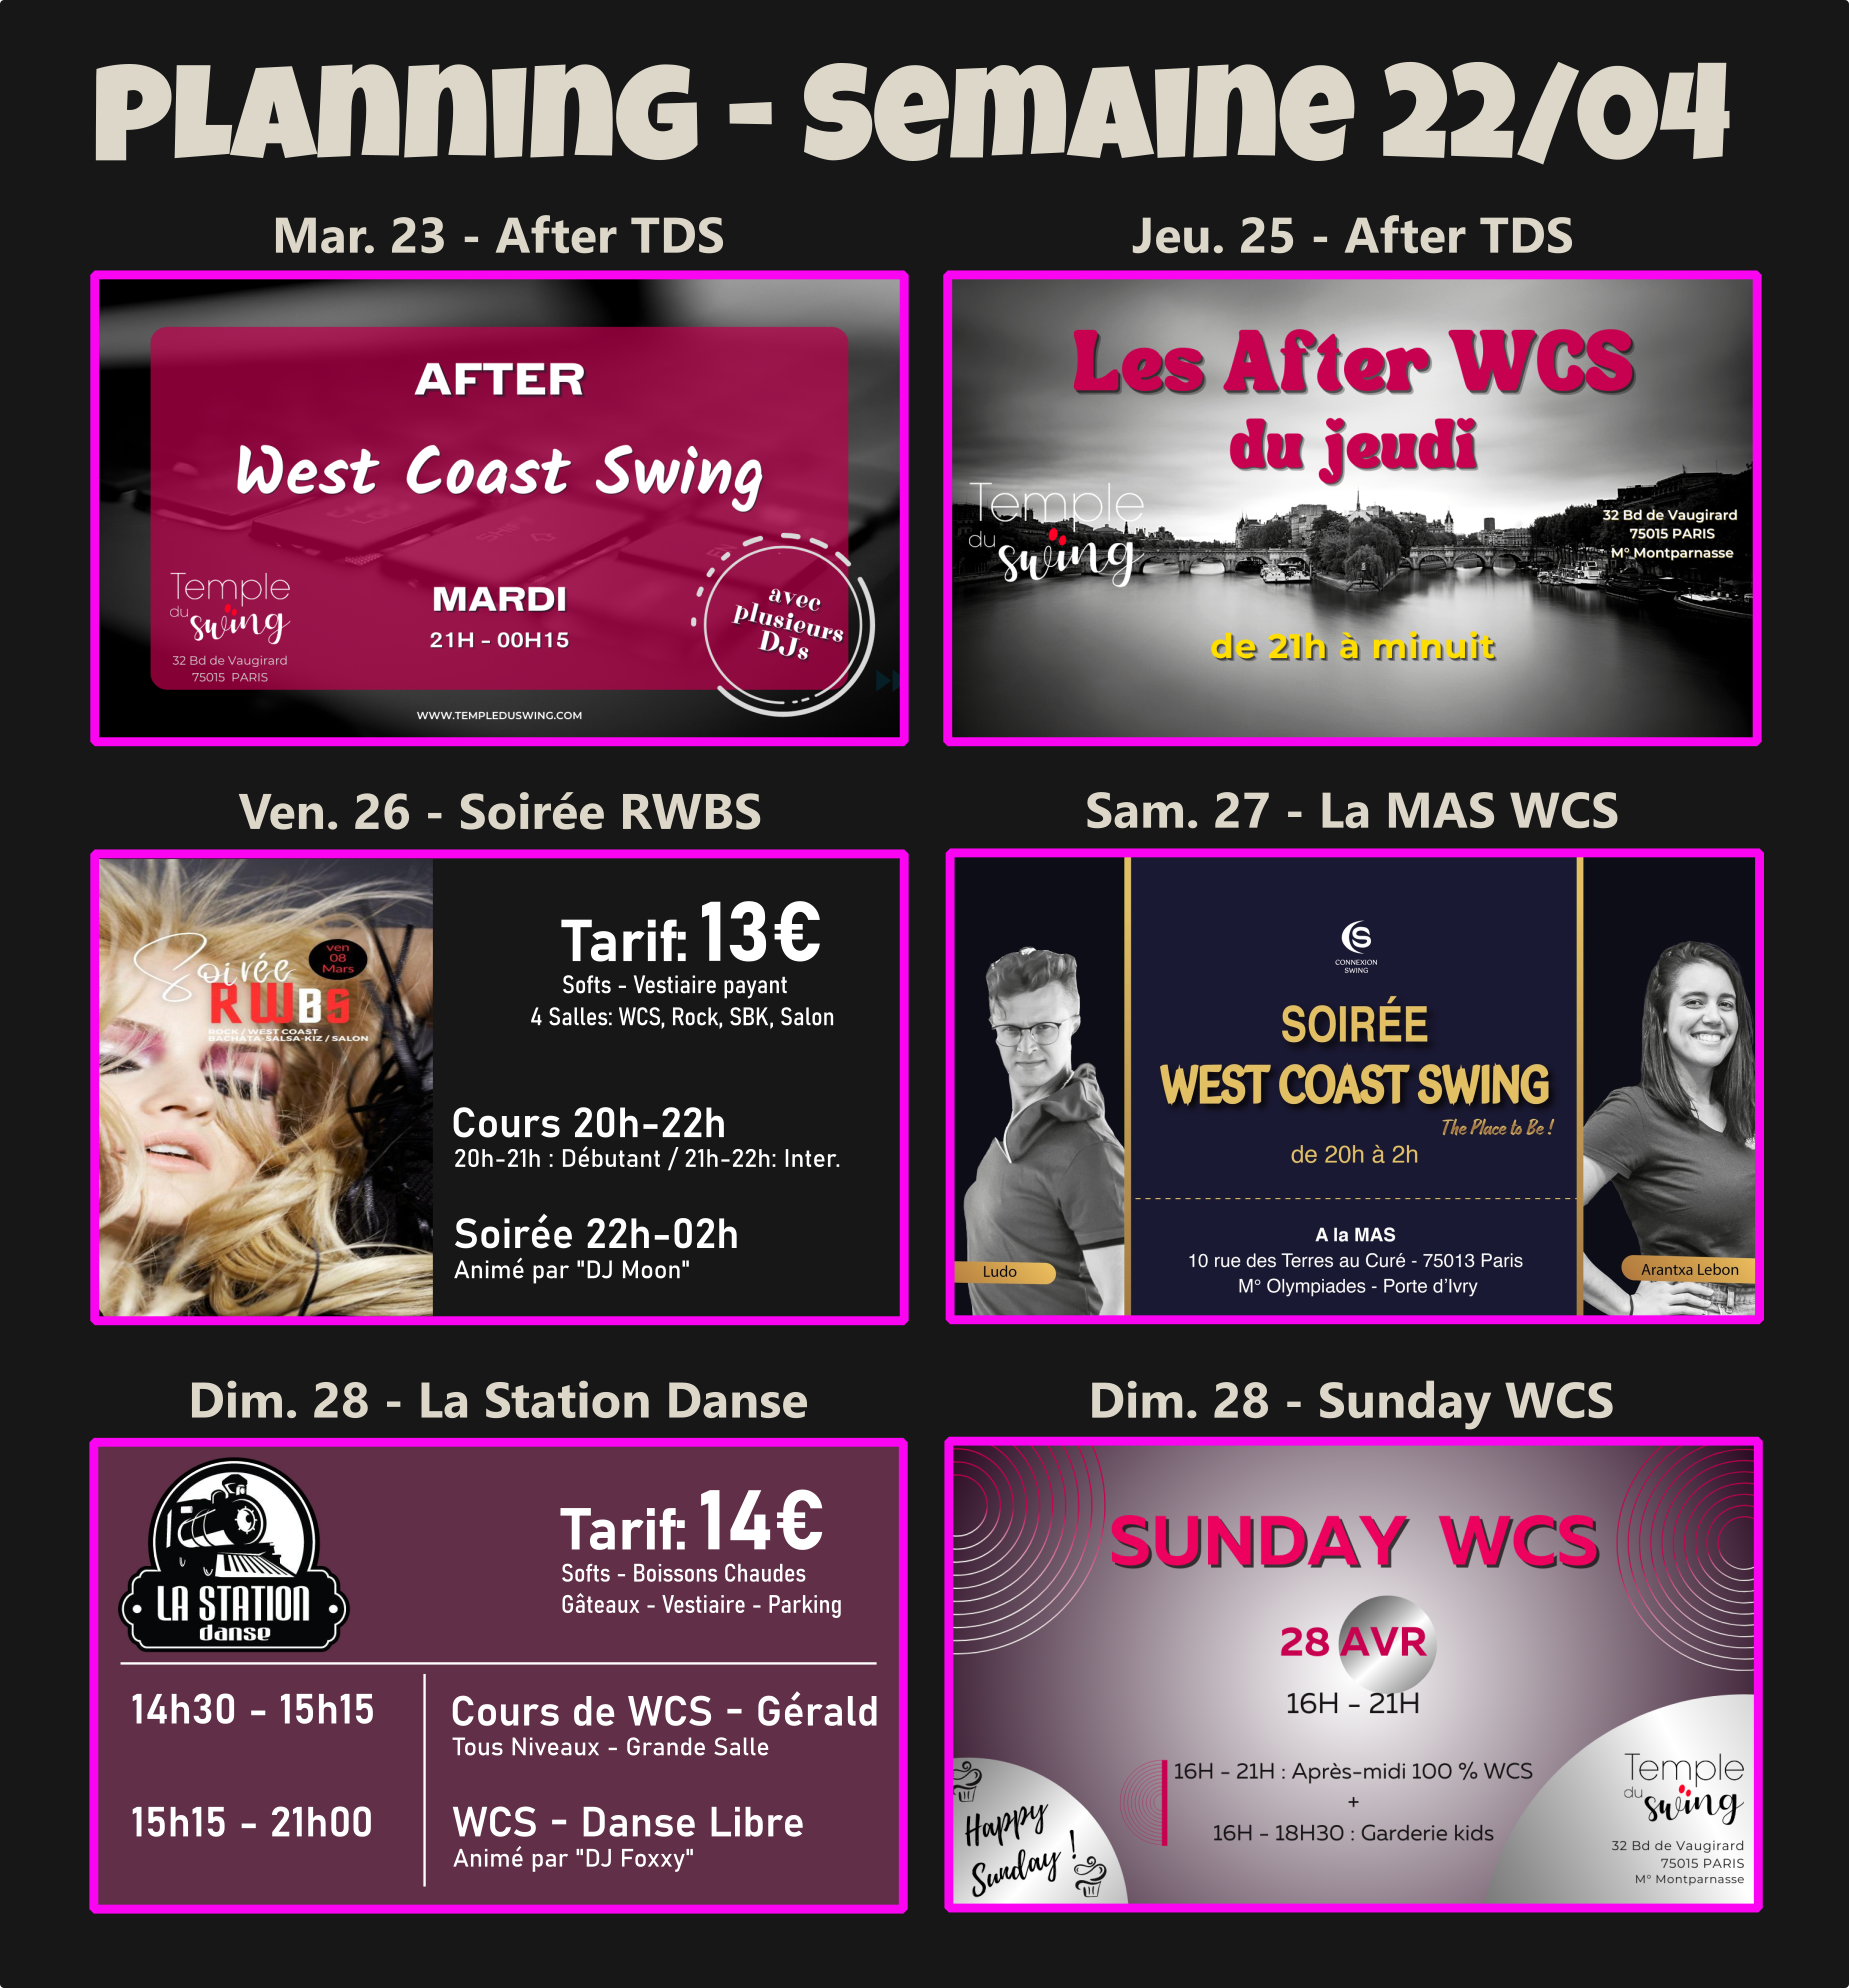 Planning - Semaine 22/04
Mar. 23 - After TDS
AFTER
West Coast Swing
MARDI
21H - 00H15
avec
plusieurs
DJs
Temple
du
swing
32 Bd de Vaugirard
75015 PARIS
WWW.TEMPLEDUSWING.COM
Jeu. 25 - After TDS
Les After WCS
du jeudi
Temple
du
swing
32 Bd de Vaugirard
75015 PARIS
M° Montparnasse
de 21h à minuit
Ven. 26 - Soirée RWBS
Soirée
ven
08
Mars
RWBS
ROCK / WEST COAST
BACHATA-SALSA-KIZ / SALON
Tarif: 13€
Softs - Vestiaire payant
4 Salles: WCS, Rock, SBK, Salon
Cours 20h-22h
20h-21h : Débutant / 21h-22h: Inter.
Soirée 22h-02h
Animé par "DJ Moon"
Sam. 27 - La MAS WCS
CONNEXION
SWING
SOIRÉE
WEST COAST SWING
The Place to Be !
de 20h à 2h
A la MAS
10 rue des Terres au Curé - 75013 Paris
M° Olympiades - Porte d'Ivry
Ludo
Arantxa Lebon
Dim. 28 - La Station Danse
LA STATION
danse
Tarif: 14€
Softs - Boissons Chaudes
Gâteaux - Vestiaire - Parking
14h30 - 15h15
Cours de WCS - Gérald
Tous Niveaux - Grande Salle
15h15 - 21h00
WCS - Danse Libre
Animé par "DJ Foxxy"
Dim. 28 - Sunday WCS
SUNDAY WCS
28 AVR
16H - 21H
16H - 21H : Après-midi 100 % WCS
+
16H - 18H30 : Garderie kids
Happy
Sunday !
Temple
du
swing
32 Bd de Vaugirard
75015 PARIS
M° Montparnasse